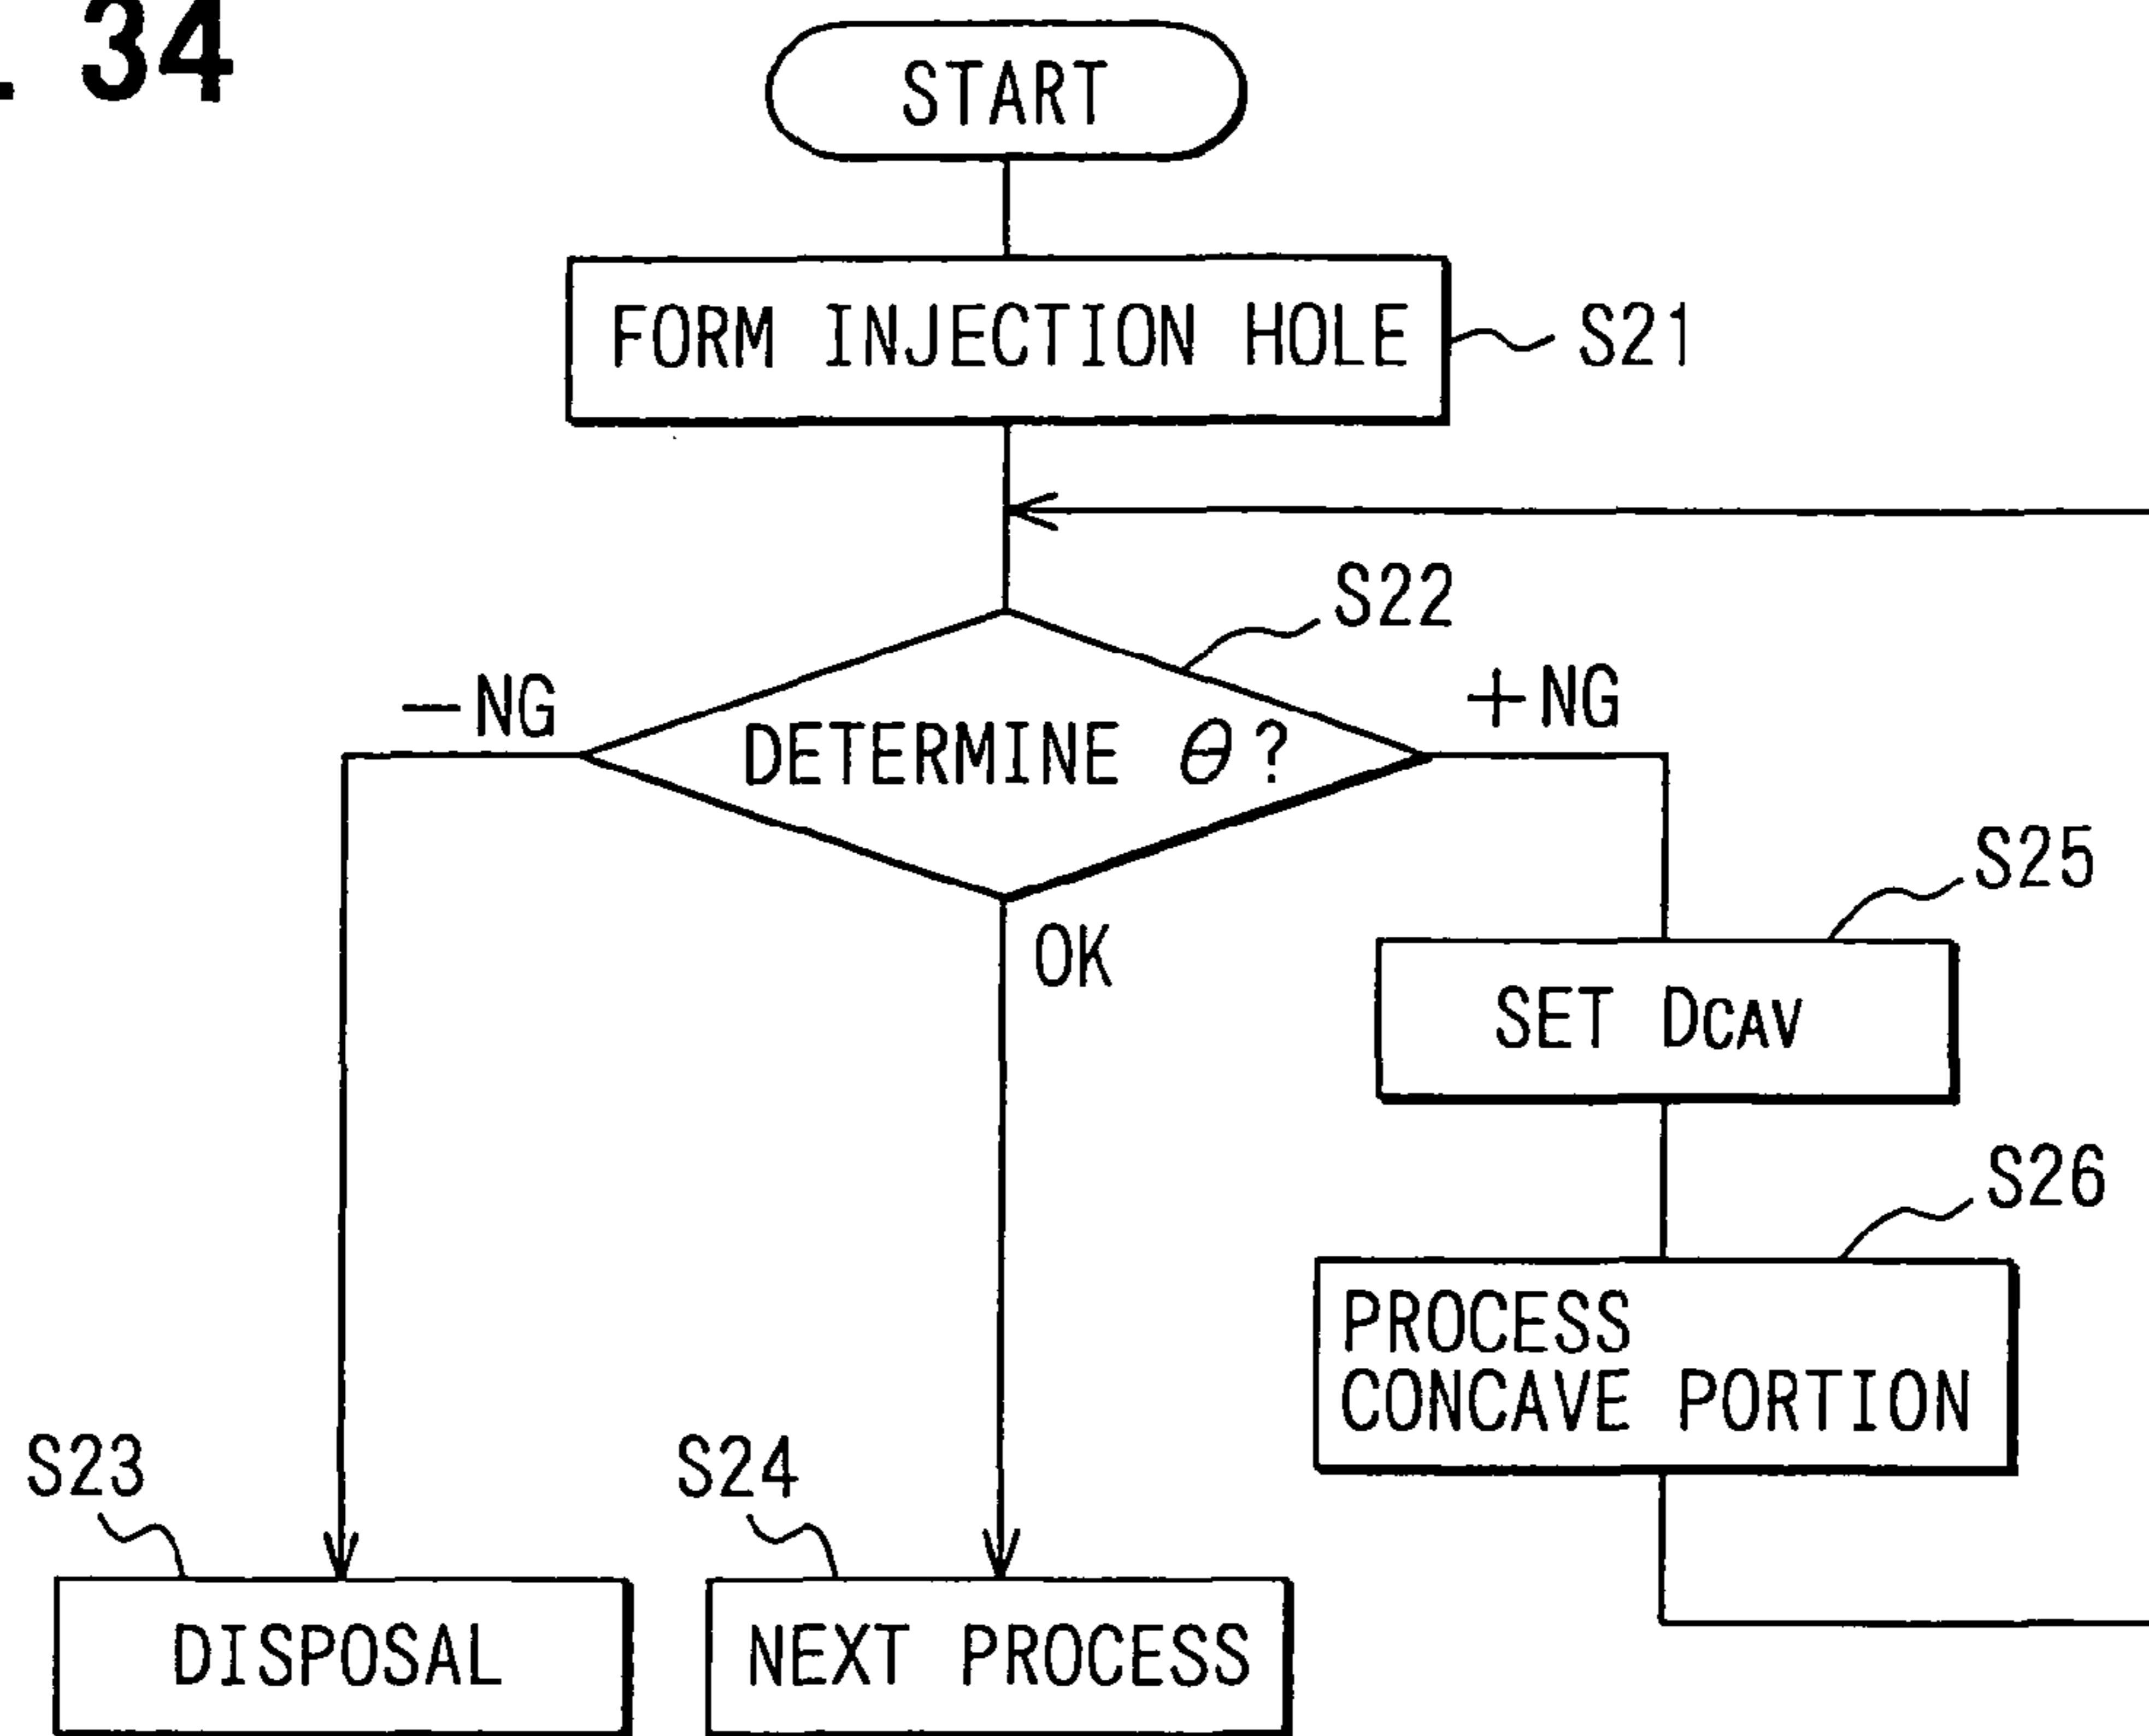 . 34
START
FORM INJECTION HOLE
S21
S22
-NG
DETERMINE θ?
+NG
OK
S25
SET DCAV
S26
PROCESS
CONCAVE PORTION
S23
S24
DISPOSAL
NEXT PROCESS